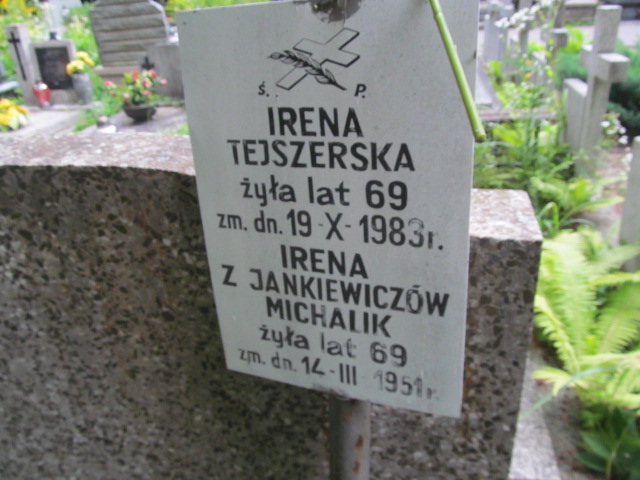 Ś. P.
IRENA
TEJSZERSKA
żyła lat 69
zm. dn. 19-X-1983r.
IRENA
Z JANKIEWICZÓW
MICHALIK
żyła lat 69
zm. dn. 14-III-1951r.